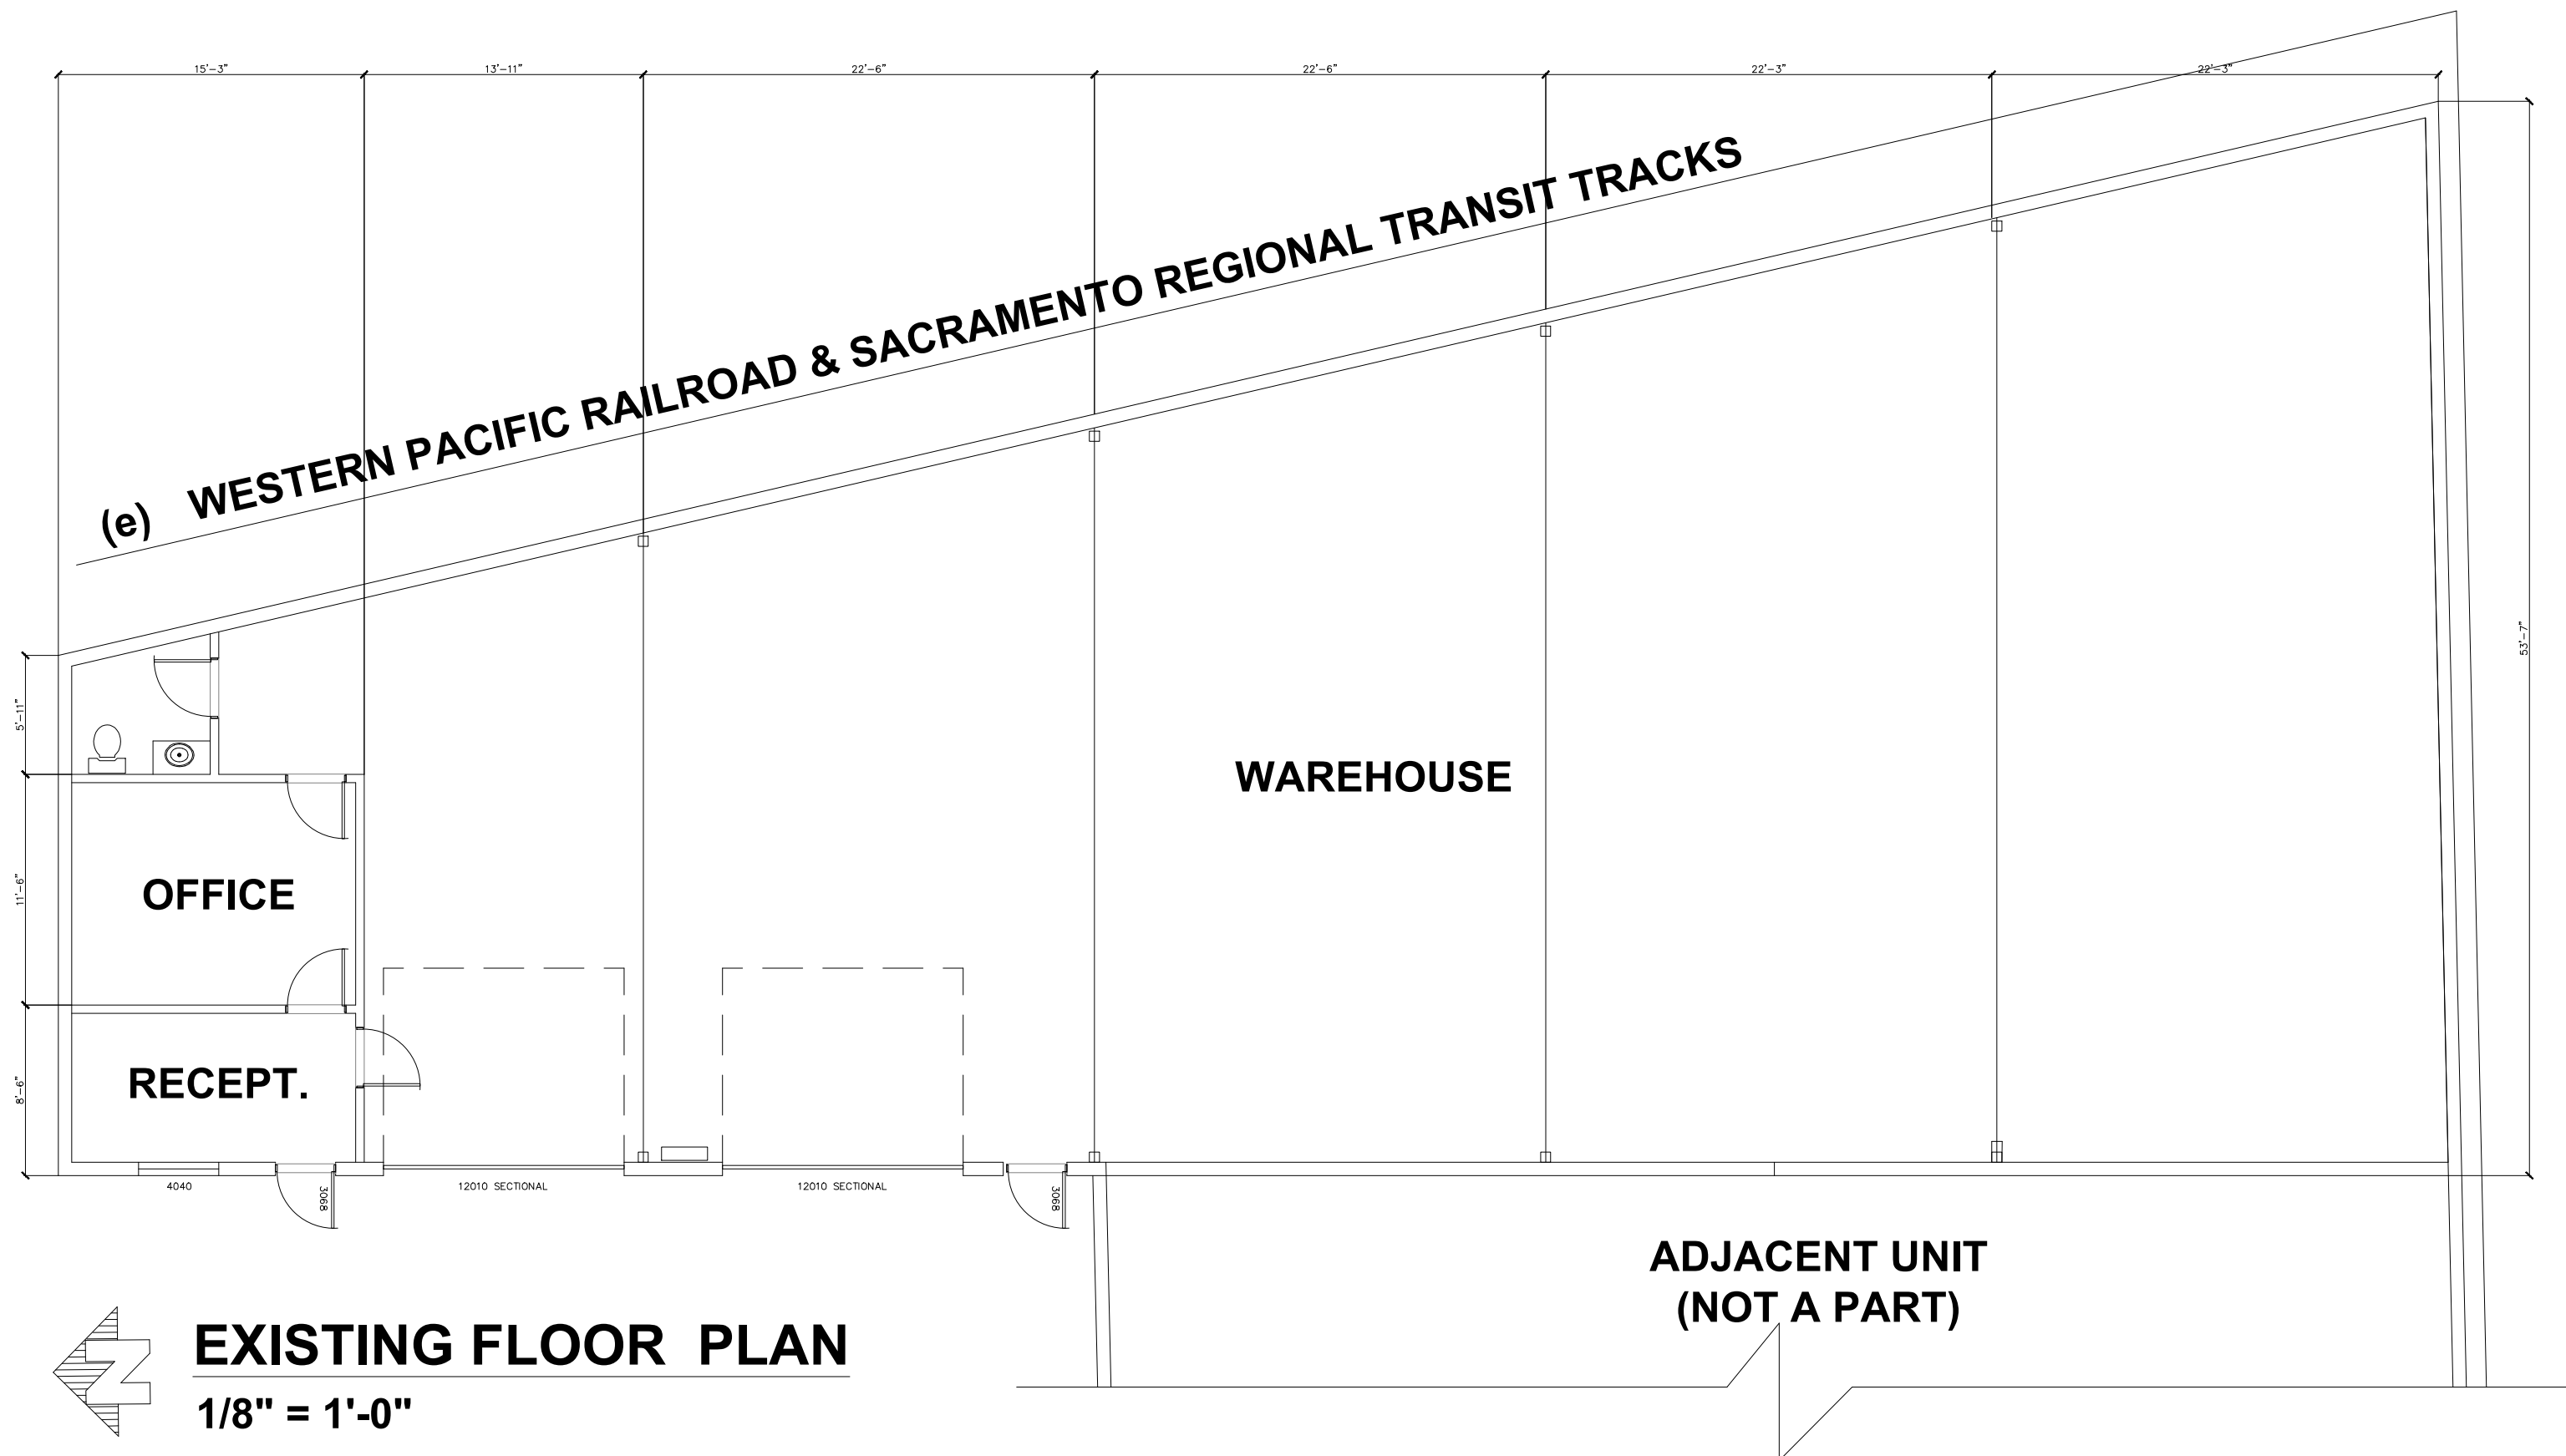 15'-3"
13'-11"
22'-6"
22'-6"
22'-3"
22'-3"
(e) WESTERN PACIFIC RAILROAD & SACRAMENTO REGIONAL TRANSIT TRACKS
5'-11"
53'-7"
WAREHOUSE
11'-6"
OFFICE
8'-6"
RECEPT.
4040
3068
12010 SECTIONAL
12010 SECTIONAL
3068
ADJACENT UNIT
(NOT A PART)
N
EXISTING FLOOR PLAN
1/8" = 1'-0"